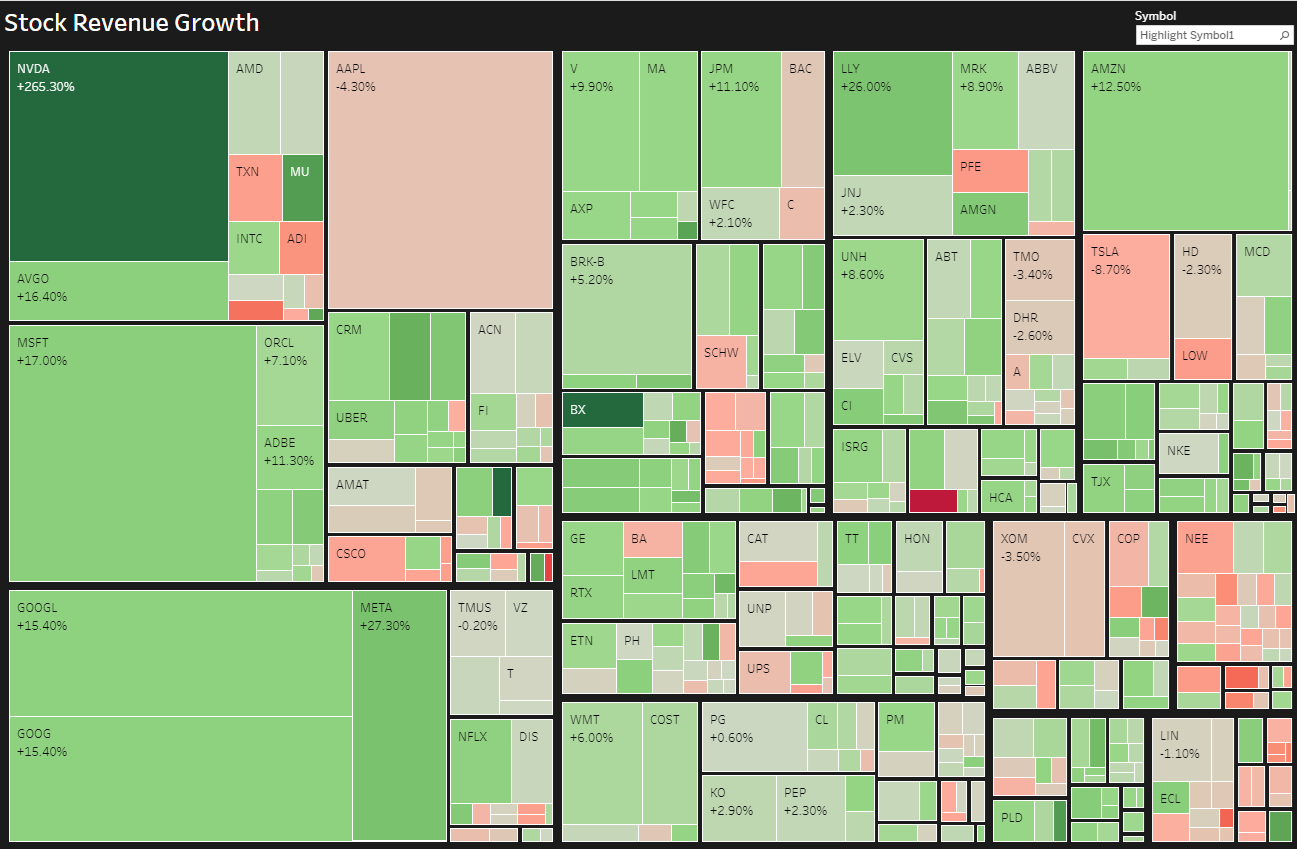 Stock Revenue Growth
Symbol
Highlight Symbol1
NVDA
+265.30%
AMD
TXN
MU
INTC
ADI
AVGO
+16.40%
AAPL
-4.30%
MSFT
+17.00%
ORCL
+7.10%
ADBE
+11.30%
CRM
UBER
ACN
FI
AMAT
CSCO
GOOGL
+15.40%
GOOG
+15.40%
META
+27.30%
TMUS
-0.20%
VZ
T
NFLX
DIS
V
+9.90%
MA
AXP
JPM
+11.10%
BAC
WFC
+2.10%
C
BRK-B
+5.20%
SCHW
BX
LLY
+26.00%
MRK
+8.90%
ABBV
JNJ
+2.30%
PFE
AMGN
UNH
+8.60%
ELV
CVS
CI
ABT
TMO
-3.40%
DHR
-2.60%
A
ISRG
HCA
AMZN
+12.50%
TSLA
-8.70%
HD
-2.30%
LOW
MCD
NKE
TJX
GE
RTX
BA
LMT
ETN
PH
CAT
UNP
UPS
TT
HON
WMT
+6.00%
COST
PG
+0.60%
CL
KO
+2.90%
PEP
+2.30%
PM
XOM
-3.50%
CVX
COP
NEE
PLD
LIN
-1.10%
ECL